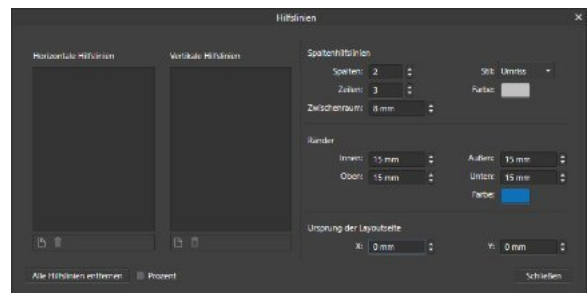 Hilfslinien
Horizontale Hilfslinien
Vertikale Hilfslinien
Spaltenhilfslinien
Spalten: 2
Stil: Umriss
Zeilen: 3
Farbe:
Zwischenraum: 8 mm
Ränder
Innen: 15 mm
Außen: 15 mm
Oben: 15 mm
Unten: 15 mm
Farbe:
Ursprung der Layoutseite
X: 0 mm
Y: 0 mm
Alle Hilfslinien entfernen
Prozent
Schließen